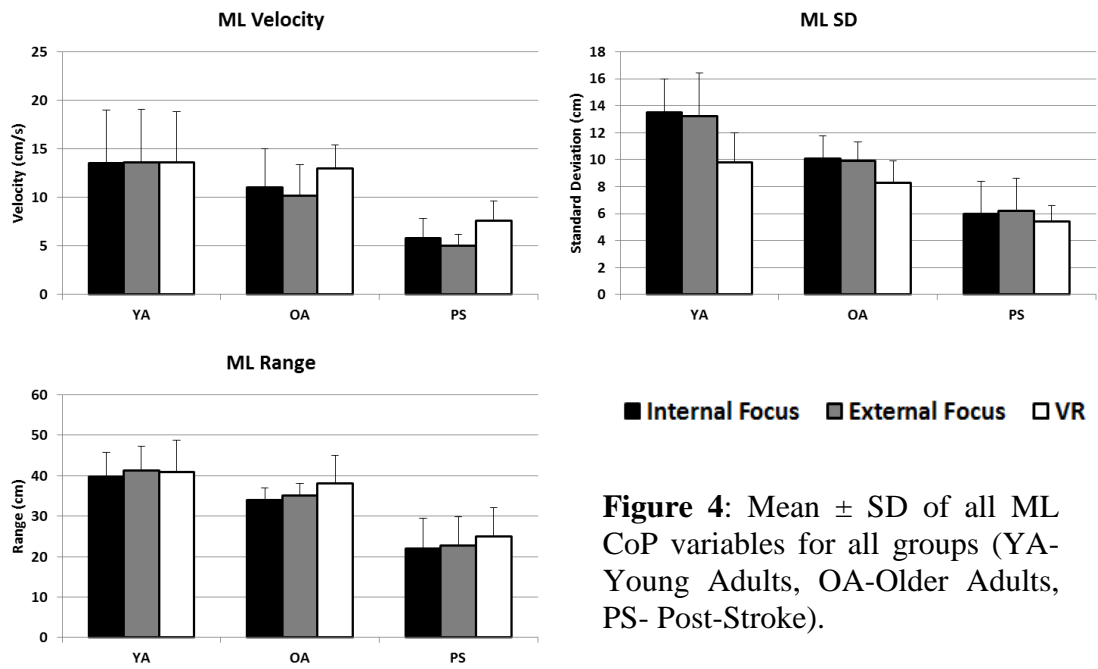 ML Velocity
Velocity (cm/s)
25
20
15
10
5
0
YA OA PS
ML SD
Standard Deviation (cm)
18
16
14
12
10
8
6
4
2
0
YA OA PS
ML Range
Range (cm)
60
50
40
30
20
10
0
YA OA PS
Internal Focus External Focus VR
Figure 4: Mean ± SD of all ML
CoP variables for all groups (YA-
Young Adults, OA-Older Adults,
PS- Post-Stroke).